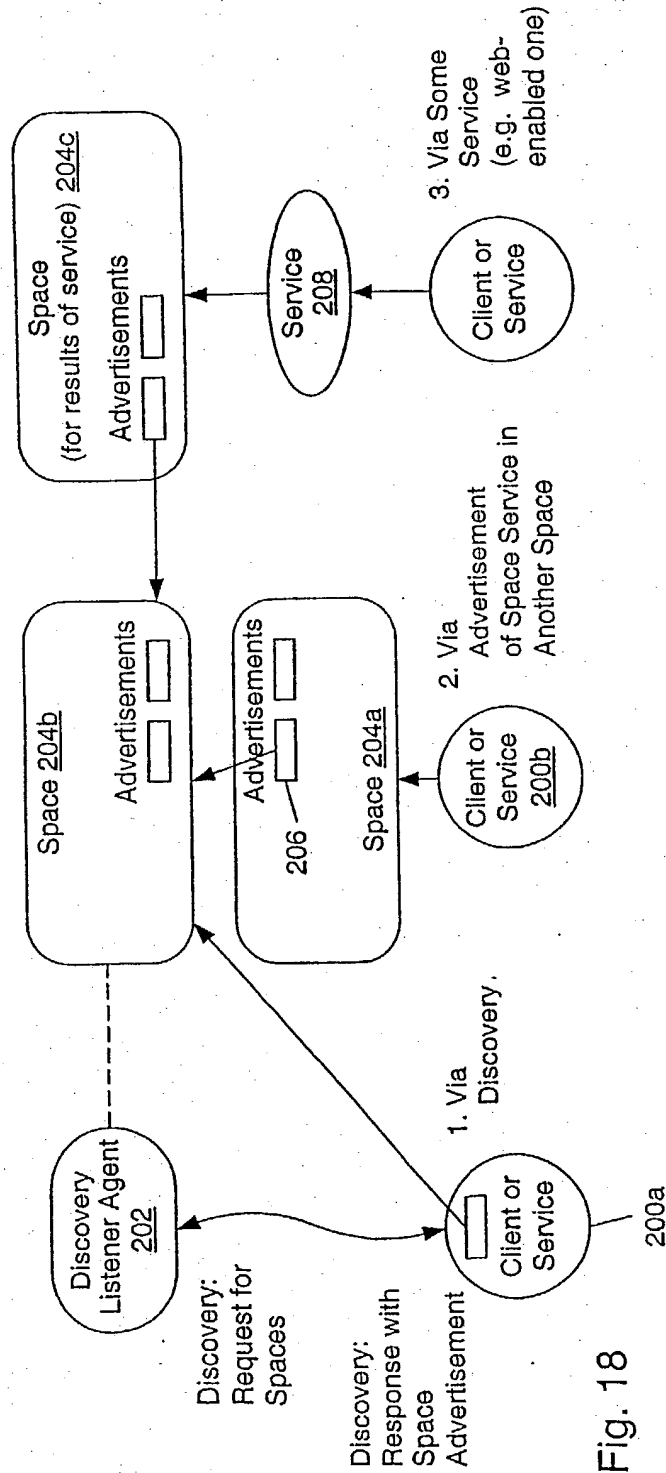 Discovery
Listener Agent
202
Discovery:
Request for
Spaces
Discovery:
Response with
Space
Advertisement
1. Via
Discovery.
Client or
Service
200a
Space 204b
Advertisements
Advertisements
206
Space 204a
Client or
Service
200b
2. Via
Advertisement
of Space Service in
Another Space
Space
(for results of service) 204c
Advertisements
Service
208
Client or
Service
3. Via Some
Service
(e.g. web-
enabled one)
Fig. 18